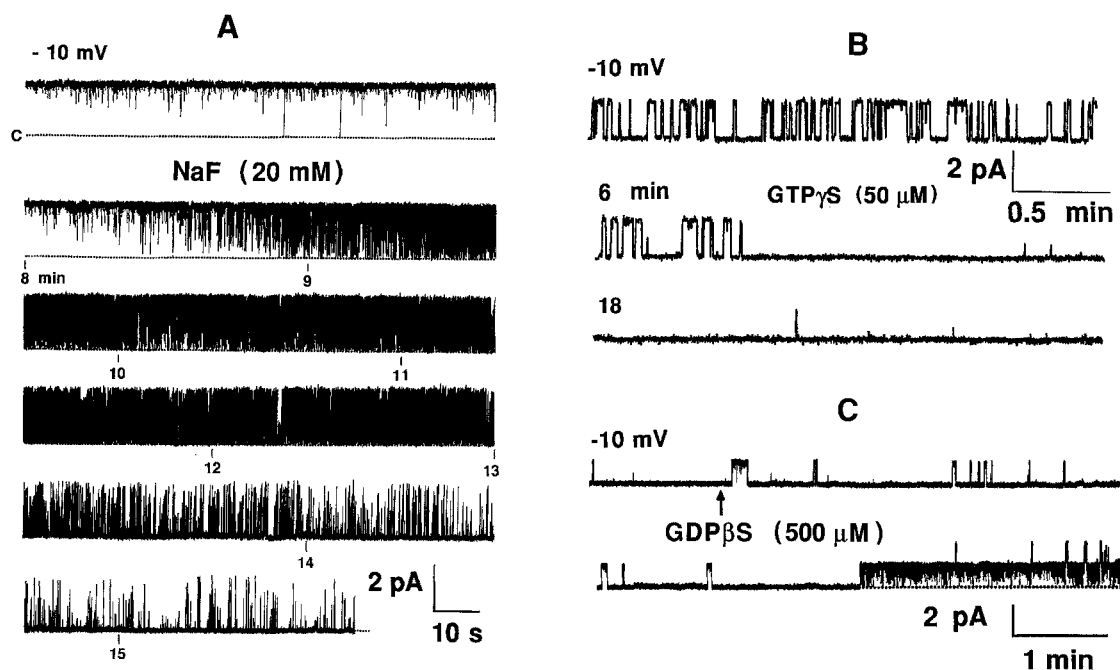 A
- 10 mV
C
NaF (20 mM)
8 min
9
10
11
12
13
14
2 pA
10 s
15
B
-10 mV
2 pA
0.5 min
6 min
GTPγS (50 μM)
18
C
-10 mV
GDPβS (500 μM)
2 pA
1 min